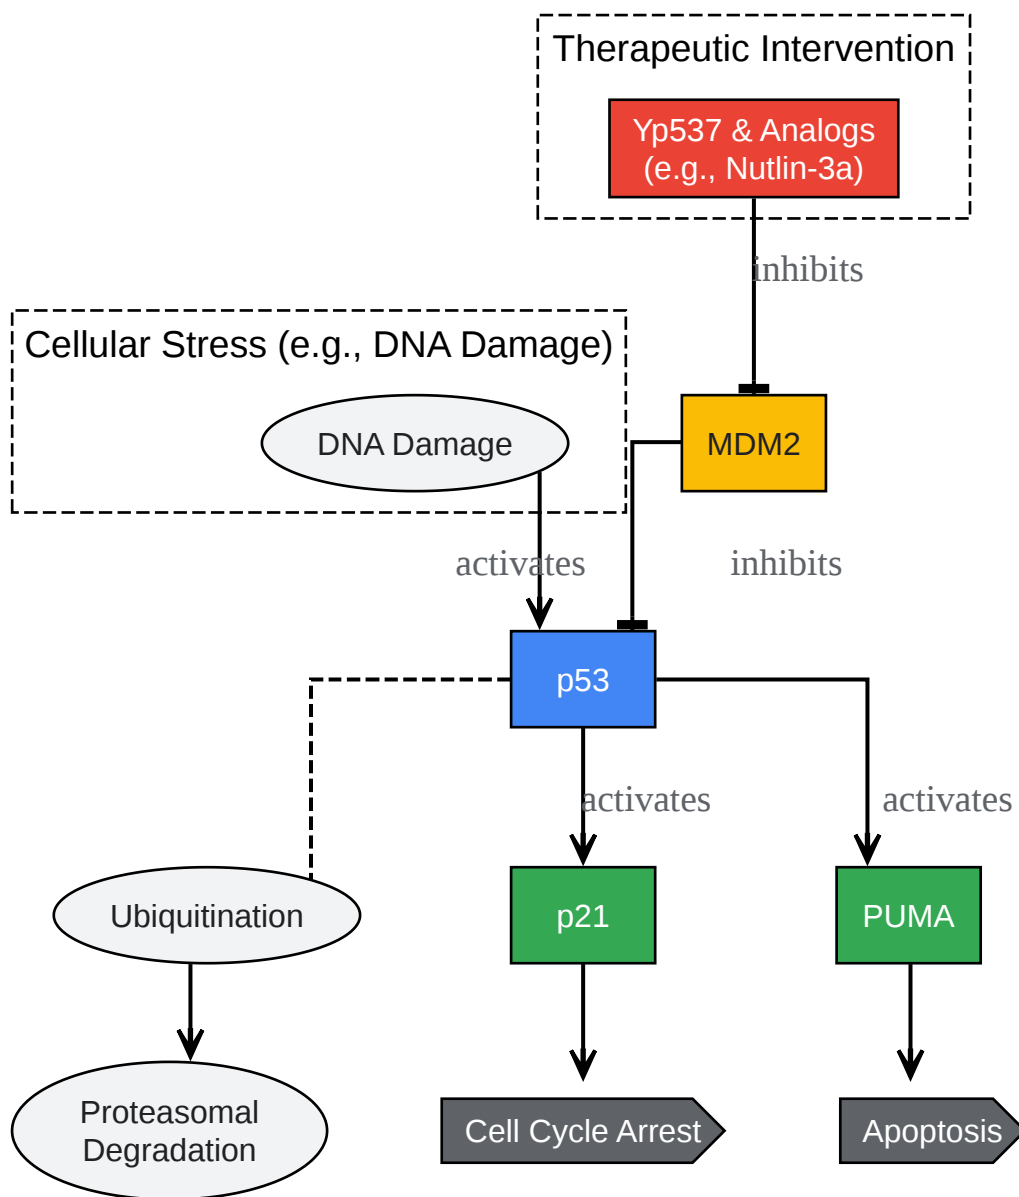 Therapeutic Intervention
Yp537 & Analogs
(e.g., Nutlin-3a)
inhibits
Cellular Stress (e.g., DNA Damage)
DNA Damage
MDM2
activates
inhibits
p53
activates
activates
Ubiquitination
p21
PUMA
Proteasomal
Degradation
Cell Cycle Arrest
Apoptosis